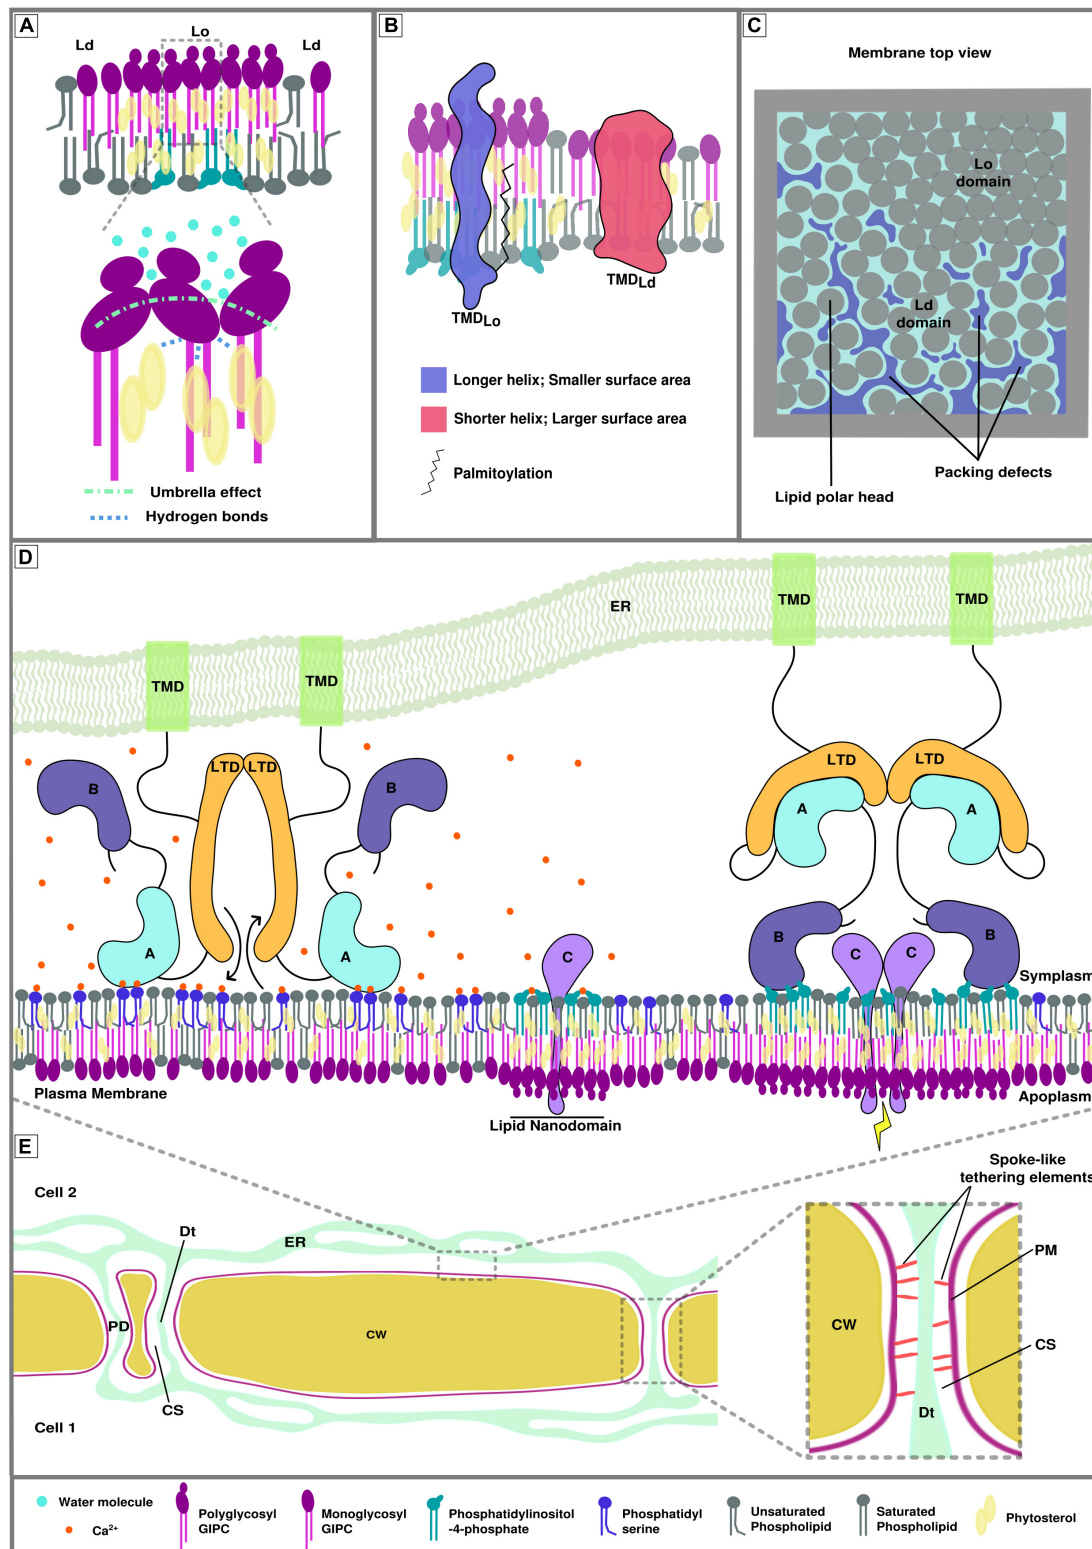 A
Ld
Lo
Ld
Umbrella effect
Hydrogen bonds
B
TMDLo
TMDLd
Longer helix; Smaller surface area
Shorter helix; Larger surface area
Palmitoylation
C
Membrane top view
Lo
domain
Ld
domain
Packing defects
Lipid polar head
D
ER
TMD
TMD
TMD
TMD
LTD
LTD
LTD
LTD
B
B
A
A
A
A
B
B
C
C
C
Symplasm
Plasma Membrane
Apoplasm
Lipid Nanodomain
E
Cell 2
Dt
ER
PD
CW
CS
Cell 1
Spoke-like
tethering elements
PM
CW
CS
Dt
Water molecule
Ca2+
Polyglycosyl
GIPC
Monoglycosyl
GIPC
Phosphatidylinositol
-4-phosphate
Phosphatidyl
serine
Unsaturated
Phospholipid
Saturated
Phospholipid
Phytosterol